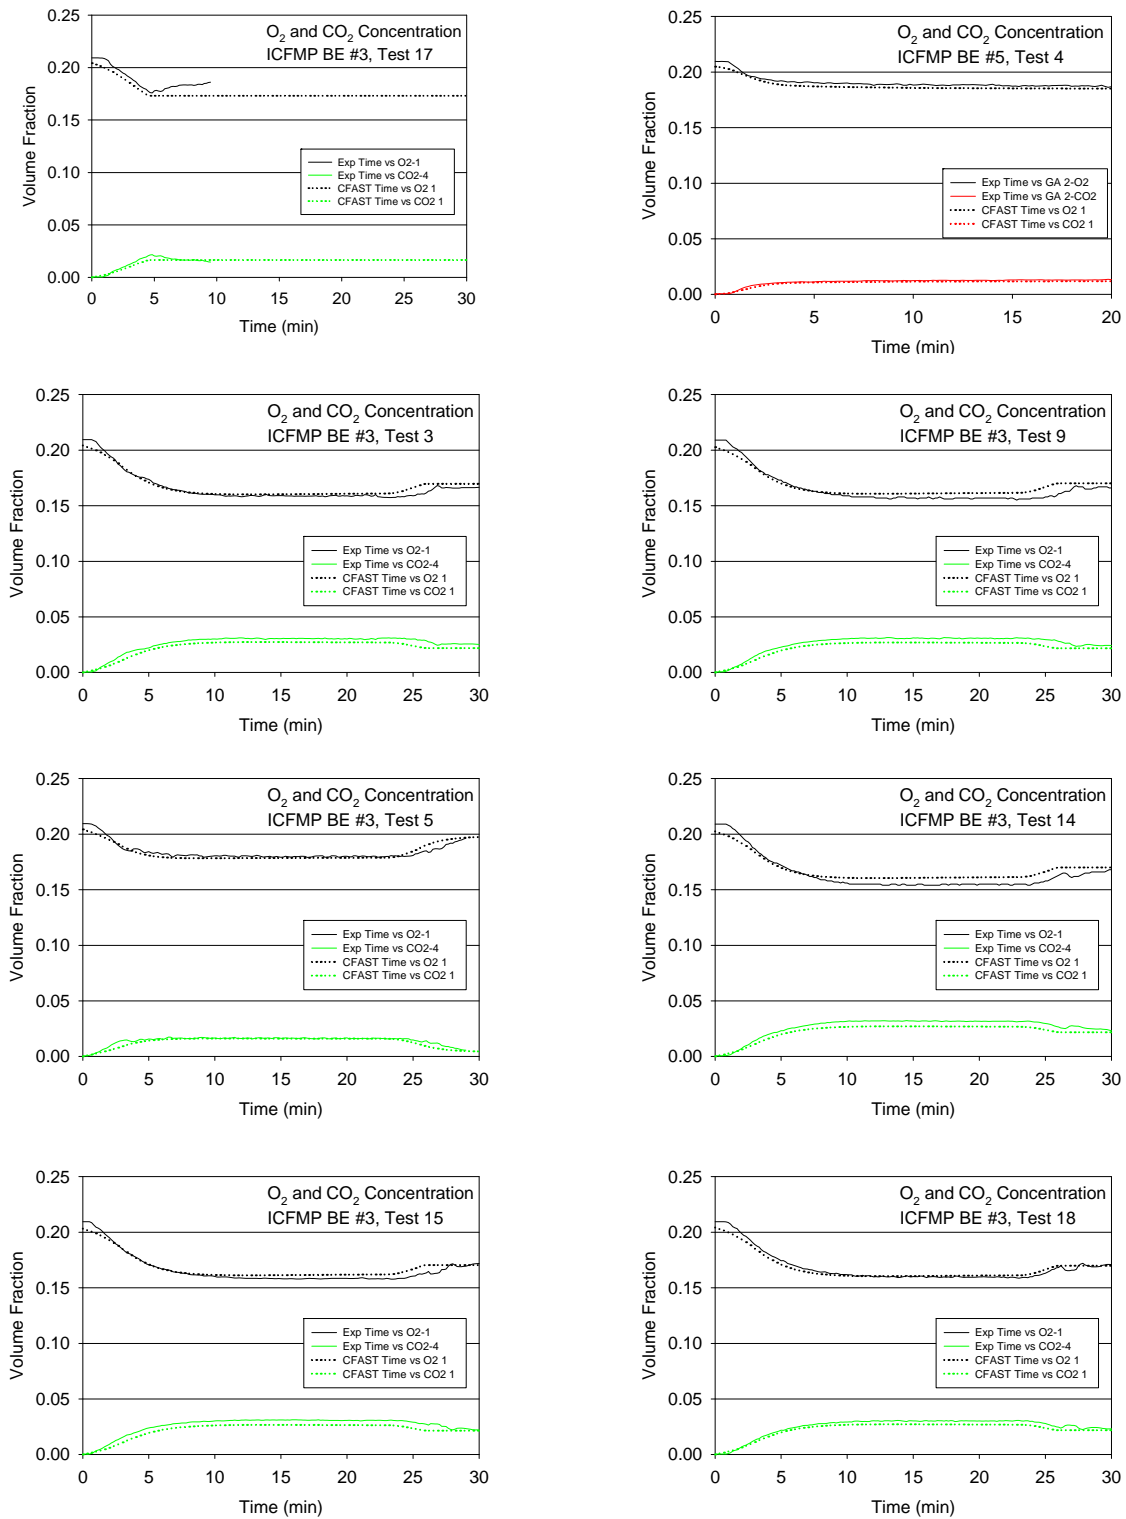 O2 and CO2 Concentration
ICFMP BE #3, Test 17
Volume Fraction
0.25
0.20
0.15
0.10
0.05
0.00
Exp Time vs O2-1
Exp Time vs CO2-4
CFAST Time vs O2 1
CFAST Time vs CO2 1
0 5 10 15 20 25 30
Time (min)
O2 and CO2 Concentration
ICFMP BE #5, Test 4
Volume Fraction
0.25
0.20
0.15
0.10
0.05
0.00
Exp Time vs GA 2-O2
Exp Time vs GA 2-CO2
CFAST Time vs O2 1
CFAST Time vs CO2 1
0 5 10 15 20
Time (min)
O2 and CO2 Concentration
ICFMP BE #3, Test 3
Volume Fraction
0.25
0.20
0.15
0.10
0.05
0.00
Exp Time vs O2-1
Exp Time vs CO2-4
CFAST Time vs O2 1
CFAST Time vs CO2 1
0 5 10 15 20 25 30
Time (min)
O2 and CO2 Concentration
ICFMP BE #3, Test 9
Volume Fraction
0.25
0.20
0.15
0.10
0.05
0.00
Exp Time vs O2-1
Exp Time vs CO2-4
CFAST Time vs O2 1
CFAST Time vs CO2 1
0 5 10 15 20 25 30
Time (min)
O2 and CO2 Concentration
ICFMP BE #3, Test 5
Volume Fraction
0.25
0.20
0.15
0.10
0.05
0.00
Exp Time vs O2-1
Exp Time vs CO2-4
CFAST Time vs O2 1
CFAST Time vs CO2 1
0 5 10 15 20 25 30
Time (min)
O2 and CO2 Concentration
ICFMP BE #3, Test 14
Volume Fraction
0.25
0.20
0.15
0.10
0.05
0.00
Exp Time vs O2-1
Exp Time vs CO2-4
CFAST Time vs O2 1
CFAST Time vs CO2 1
0 5 10 15 20 25 30
Time (min)
O2 and CO2 Concentration
ICFMP BE #3, Test 15
Volume Fraction
0.25
0.20
0.15
0.10
0.05
0.00
Exp Time vs O2-1
Exp Time vs CO2-4
CFAST Time vs O2 1
CFAST Time vs CO2 1
0 5 10 15 20 25 30
Time (min)
O2 and CO2 Concentration
ICFMP BE #3, Test 18
Volume Fraction
0.25
0.20
0.15
0.10
0.05
0.00
Exp Time vs O2-1
Exp Time vs CO2-4
CFAST Time vs O2 1
CFAST Time vs CO2 1
0 5 10 15 20 25 30
Time (min)